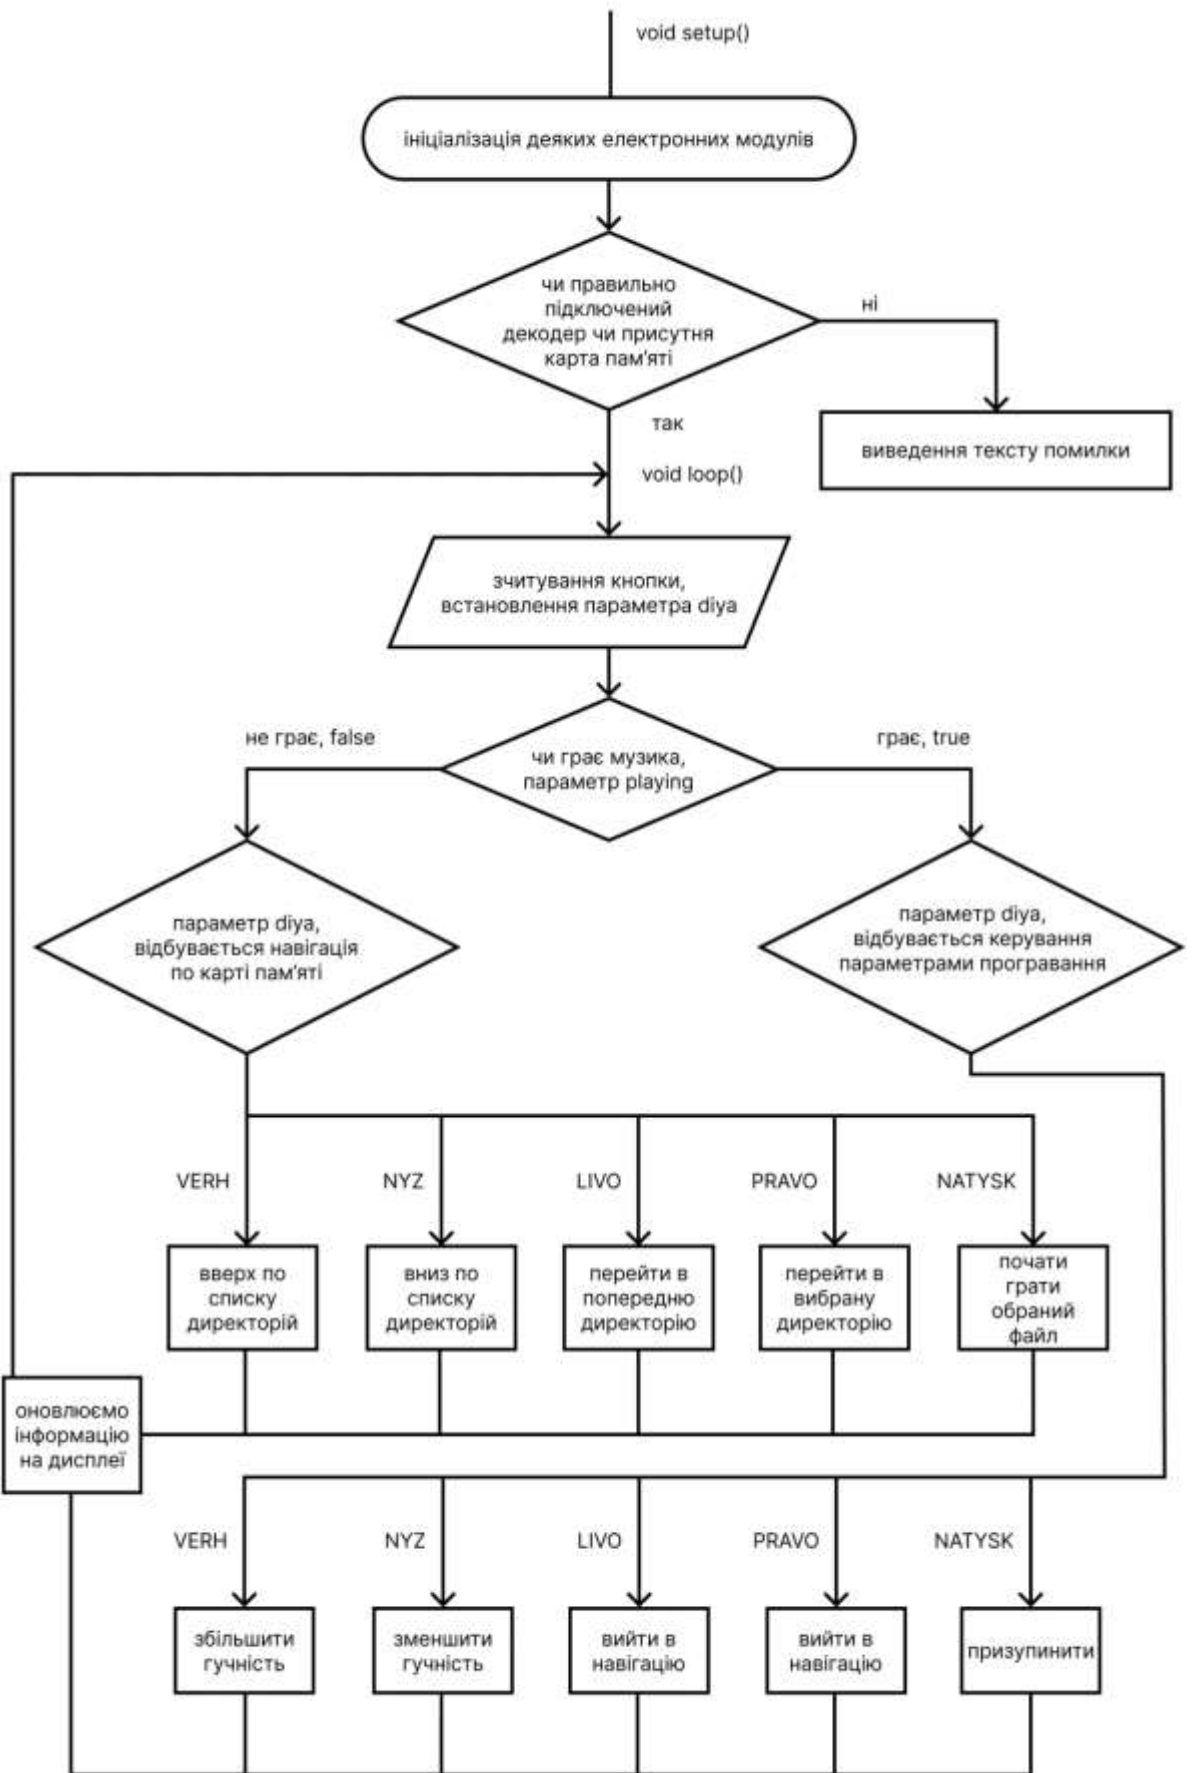 void setup()
ініціалізація деяких електронних модулів
чи правильно
підключений
декодер чи присутня
карта пам'яті
ні
так
виведення тексту помилки
void loop()
зчитування кнопки,
встановлення параметра diya
не грає, false
грає, true
чи грає музика,
параметр playing
параметр diya,
відбувається навігація
по карті пам'яті
параметр diya,
відбувається керування
параметрами програвання
VERH
NYZ
LIVO
PRAVO
NATYSK
вверх по
списку
директорій
вниз по
списку
директорій
перейти в
попередню
директорію
перейти в
вибрану
директорію
почати
грати
обраний
файл
оновлюємо
інформацію
на дисплеї
VERH
NYZ
LIVO
PRAVO
NATYSK
збільшити
гучність
зменшити
гучність
вийти в
навігацію
вийти в
навігацію
призупинити